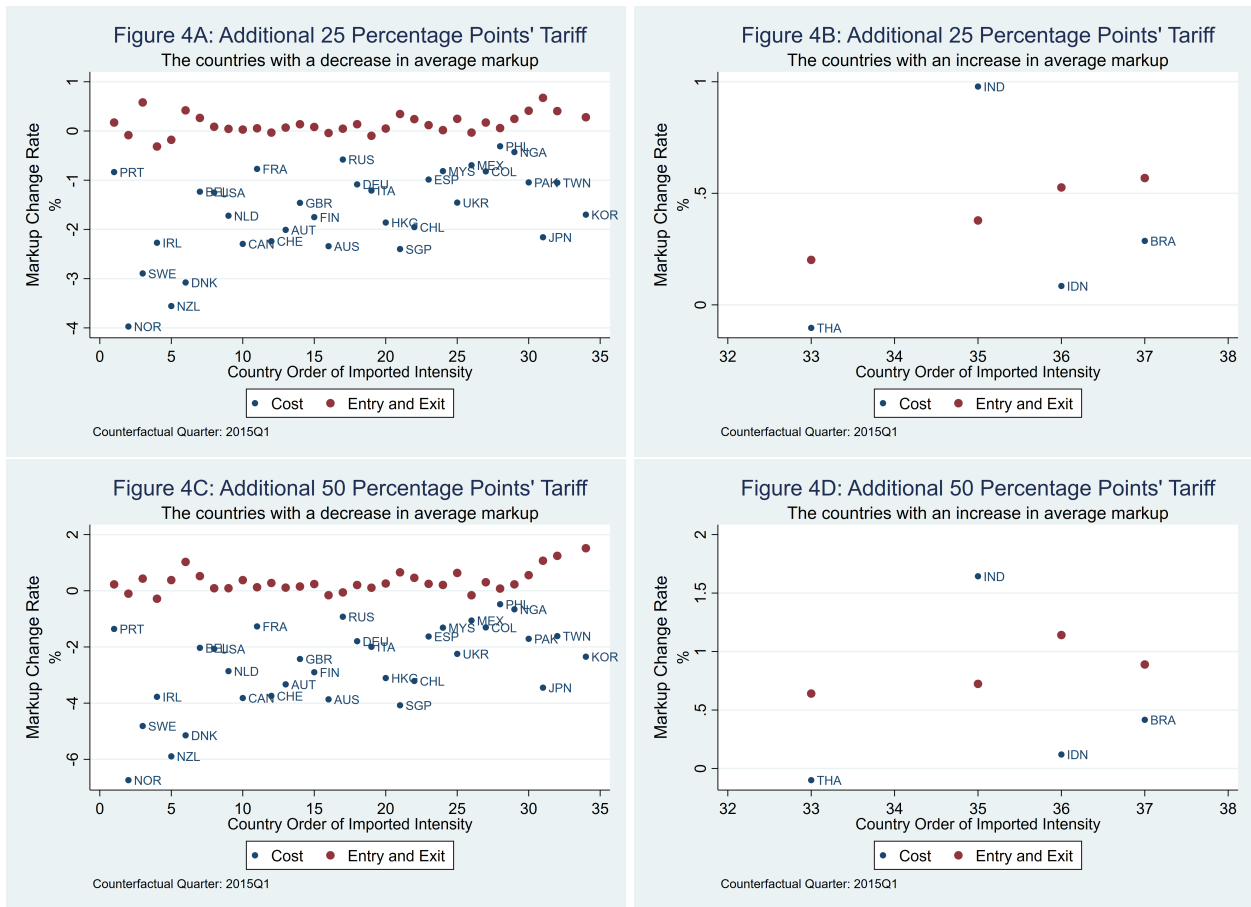 Figure 4A: Additional 25 Percentage Points' Tariff
The countries with a decrease in average markup
Markup Change Rate
%
1
0
-1
-2
-3
-4
PRT
NOR
SWE
IRL
NZL
DNK
BEL
USA
NLD
CAN
FRA
CHE
AUT
GBR
FIN
AUS
RUS
DEU
ITA
HKG
SGP
CHL
ESP
MYS
UKR
MEX
COL
PHL
NGA
PAK
JPN
TWN
KOR
0 5 10 15 20 25 30 35
Country Order of Imported Intensity
Cost Entry and Exit
Counterfactual Quarter: 2015Q1
Figure 4B: Additional 25 Percentage Points' Tariff
The countries with an increase in average markup
Markup Change Rate
%
1
.5
0
THA
IND
IDN
BRA
32 33 34 35 36 37 38
Country Order of Imported Intensity
Cost Entry and Exit
Counterfactual Quarter: 2015Q1
Figure 4C: Additional 50 Percentage Points' Tariff
The countries with a decrease in average markup
Markup Change Rate
%
2
0
-2
-4
-6
PRT
NOR
SWE
IRL
NZL
DNK
BEL
USA
NLD
CAN
FRA
CHE
AUT
GBR
FIN
AUS
RUS
DEU
ITA
HKG
SGP
CHL
ESP
MYS
UKR
MEX
COL
PHL
NGA
PAK
JPN
TWN
KOR
0 5 10 15 20 25 30 35
Country Order of Imported Intensity
Cost Entry and Exit
Counterfactual Quarter: 2015Q1
Figure 4D: Additional 50 Percentage Points' Tariff
The countries with an increase in average markup
Markup Change Rate
%
2
1.5
1
.5
0
THA
IND
IDN
BRA
32 33 34 35 36 37 38
Country Order of Imported Intensity
Cost Entry and Exit
Counterfactual Quarter: 2015Q1